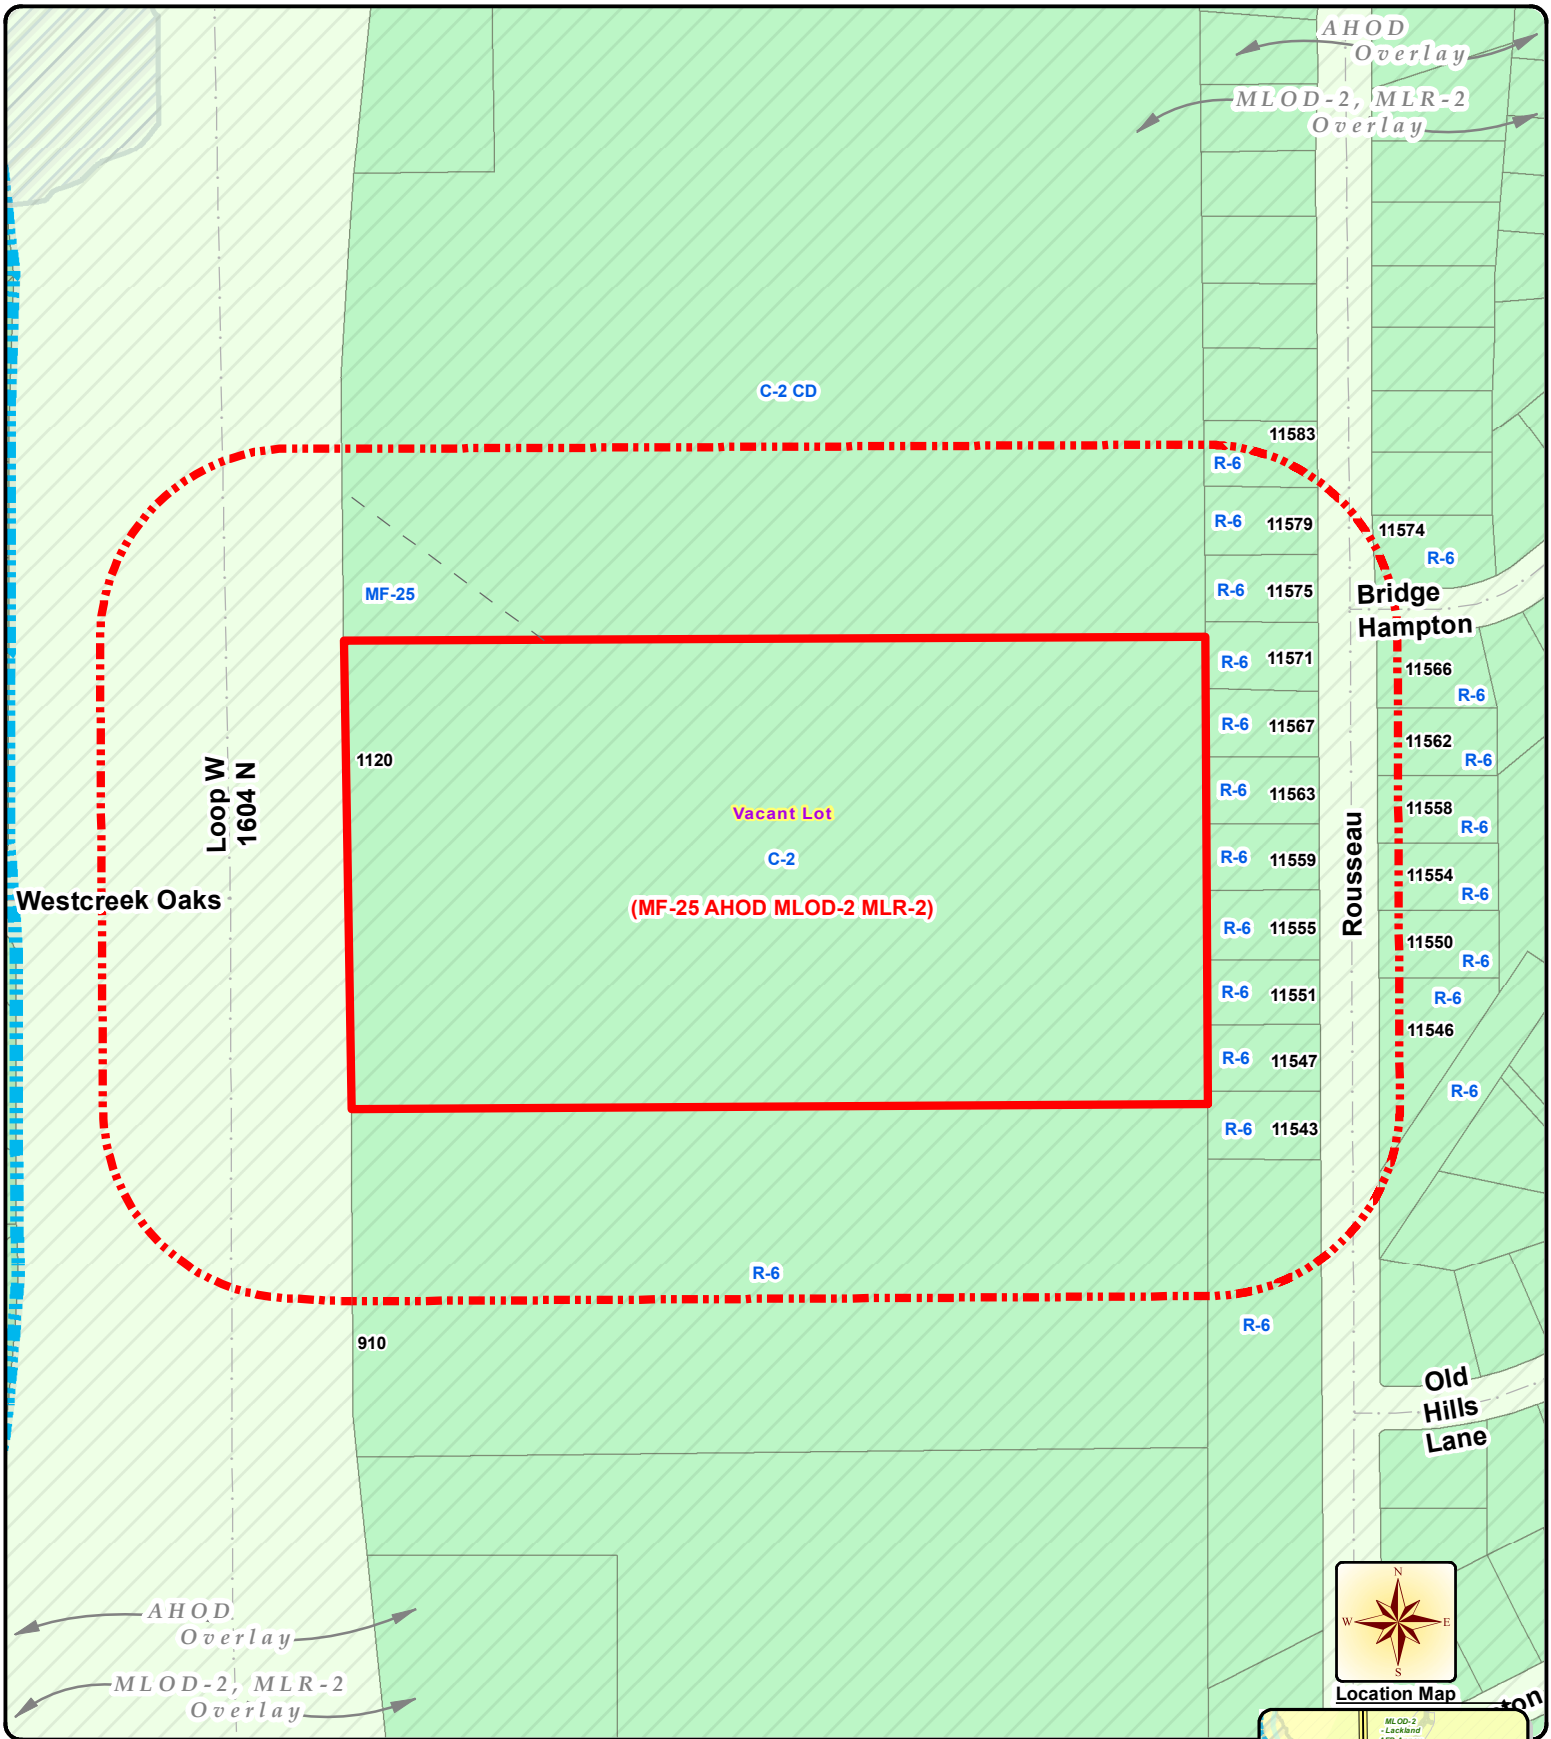 AHOD
Overlay
MLOD-2, MLR-2
Overlay
C-2 CD
11583
R-6
R-6
11579
11574
R-6
MF-25
R-6
11575
Bridge
Hampton
R-6
11571
11566
R-6
R-6
11567
11562
R-6
Loop W
1604 N
1120
R-6
11563
11558
R-6
Vacant Lot
C-2
R-6
11559
Rousseau
11554
R-6
Westcreek Oaks
(MF-25 AHOD MLOD-2 MLR-2)
R-6
11555
11550
R-6
R-6
11551
R-6
11546
R-6
11547
R-6
R-6
11543
R-6
R-6
910
Old
Hills
Lane
AHOD
Overlay
MLOD-2, MLR-2
Overlay
N
W
E
S
Location Map
MLOD-2
- Lackland